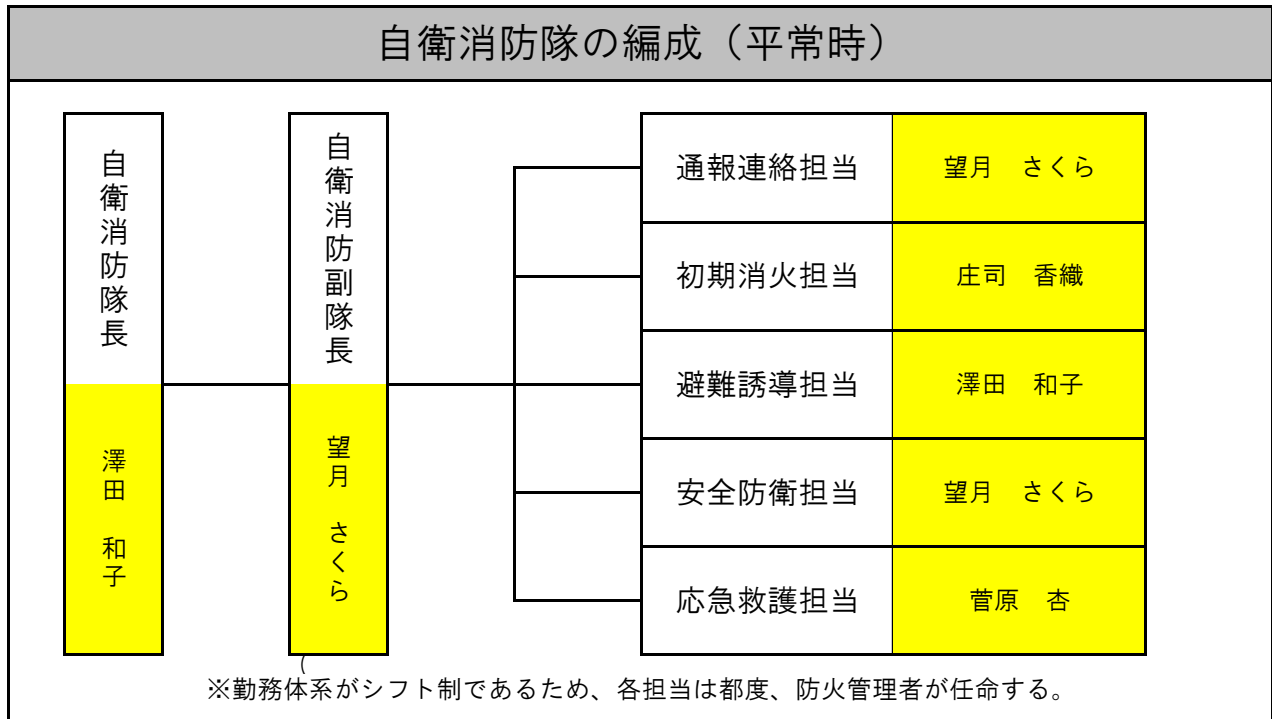 自衛消防隊の編成（平常時）
自衛消防隊長
澤田　和子
自衛消防副隊長
望月　さくら
通報連絡担当
望月　さくら
初期消火担当
庄司　香織
避難誘導担当
澤田　和子
安全防衛担当
望月　さくら
応急救護担当
菅原　杏
※勤務体系がシフト制であるため、各担当は都度、防火管理者が任命する。